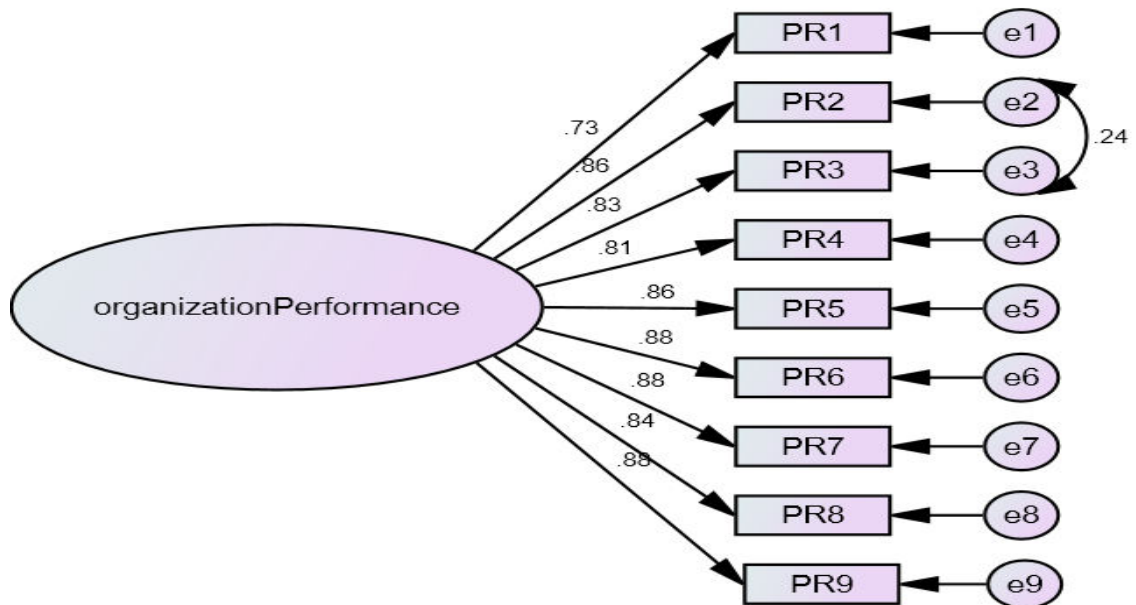 PR1 e1
.73 PR2 e2
.86 .24
.83 PR3 e3
.81 PR4 e4
organizationPerformance .86 PR5 e5
.88 PR6 e6
.88 PR7 e7
.84
.88 PR8 e8
PR9 e9